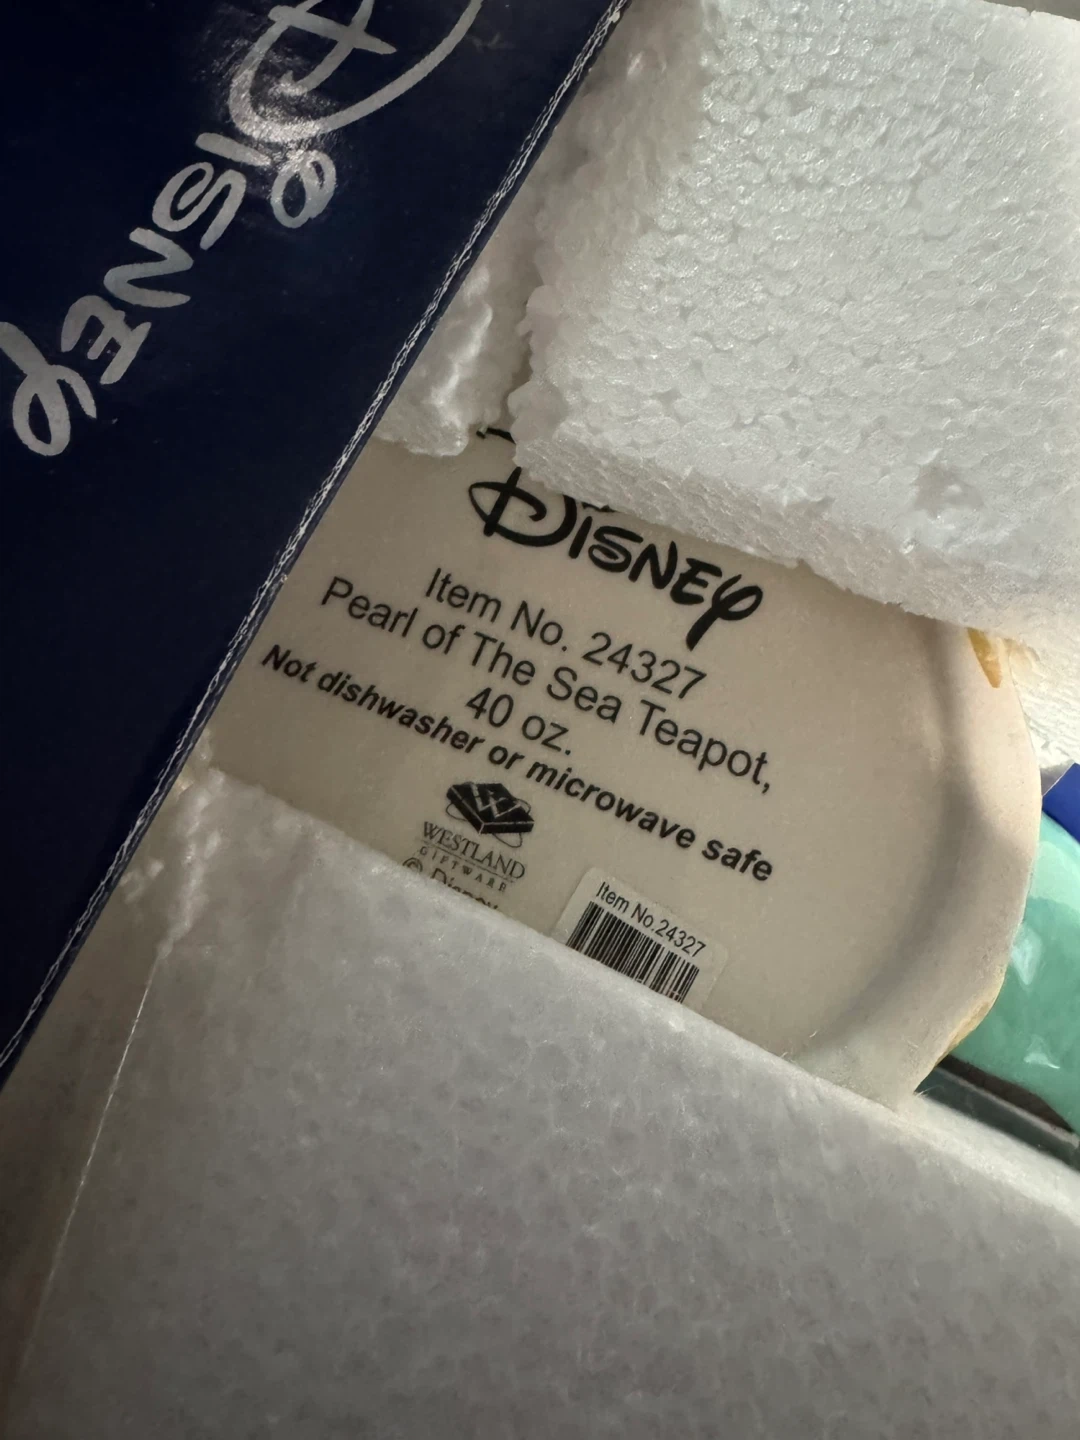 DISNEY
DISNEY
Item No. 24327
Pearl of The Sea Teapot,
40 oz.
Not dishwasher or microwave safe
W
WESTLAND
GIFTWARE
© Disney
Item No.24327